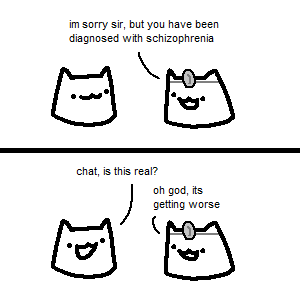 im sorry sir, but you have been
diagnosed with schizophrenia
chat, is this real?
oh god, its
getting worse